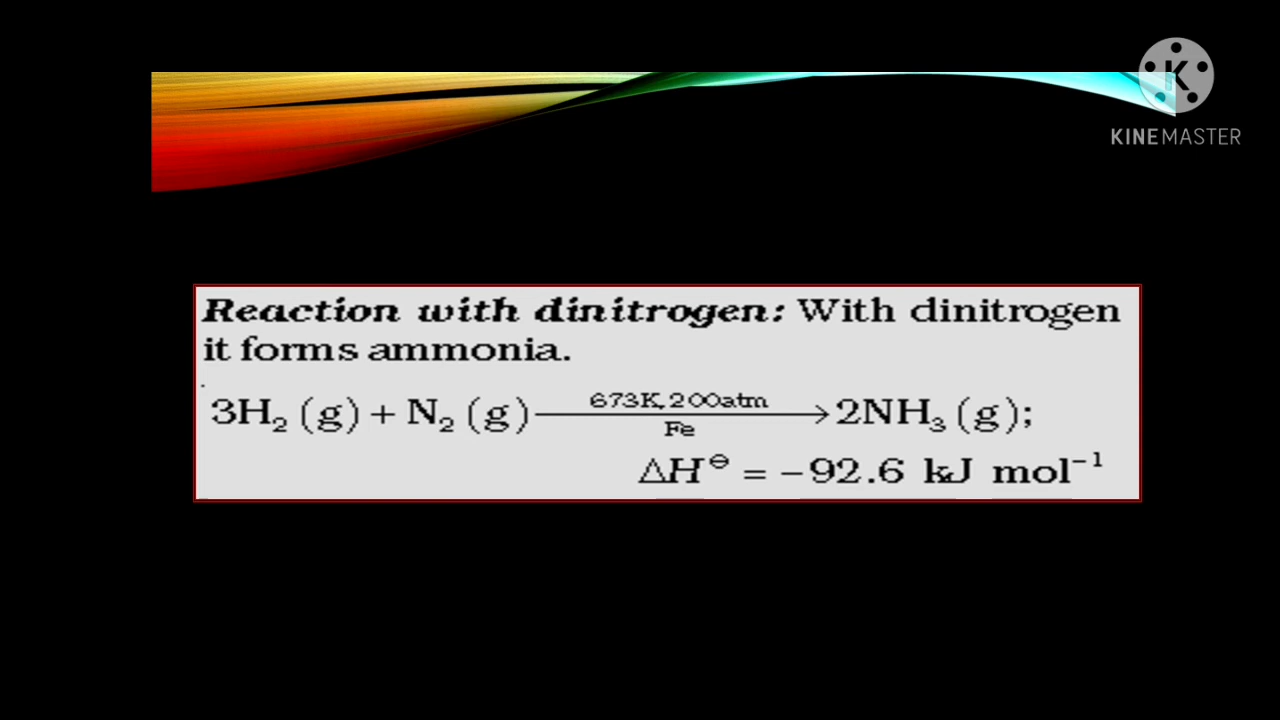 K
KINEMASTER
Reaction with dinitrogen: With dinitrogen
it forms ammonia.
3H₂ (g) + N₂ (g) 673K, 200atm → 2NH₃ (g);
Fe
ΔH⊖ = −92.6 kJ mol⁻¹